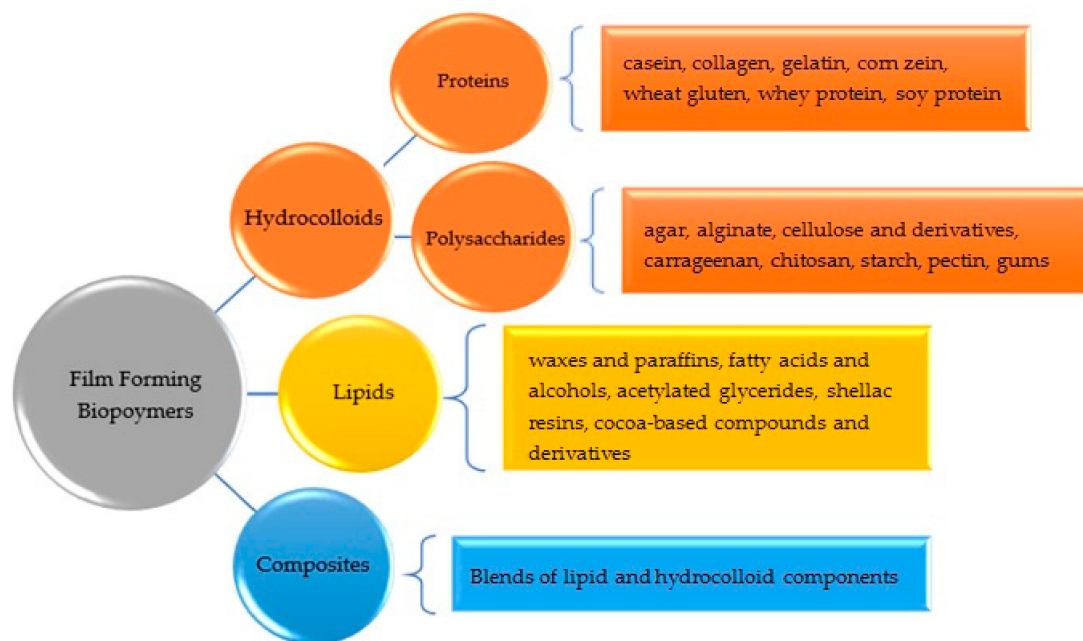 Proteins
casein, collagen, gelatin, corn zein,
wheat gluten, whey protein, soy protein
Hydrocolloids
Polysaccharides
agar, alginate, cellulose and derivatives,
carrageenan, chitosan, starch, pectin, gums
Film Forming
Biopoymers
Lipids
waxes and paraffins, fatty acids and
alcohols, acetylated glycerides, shellac
resins, cocoa-based compounds and
derivatives
Composites
Blends of lipid and hydrocolloid components